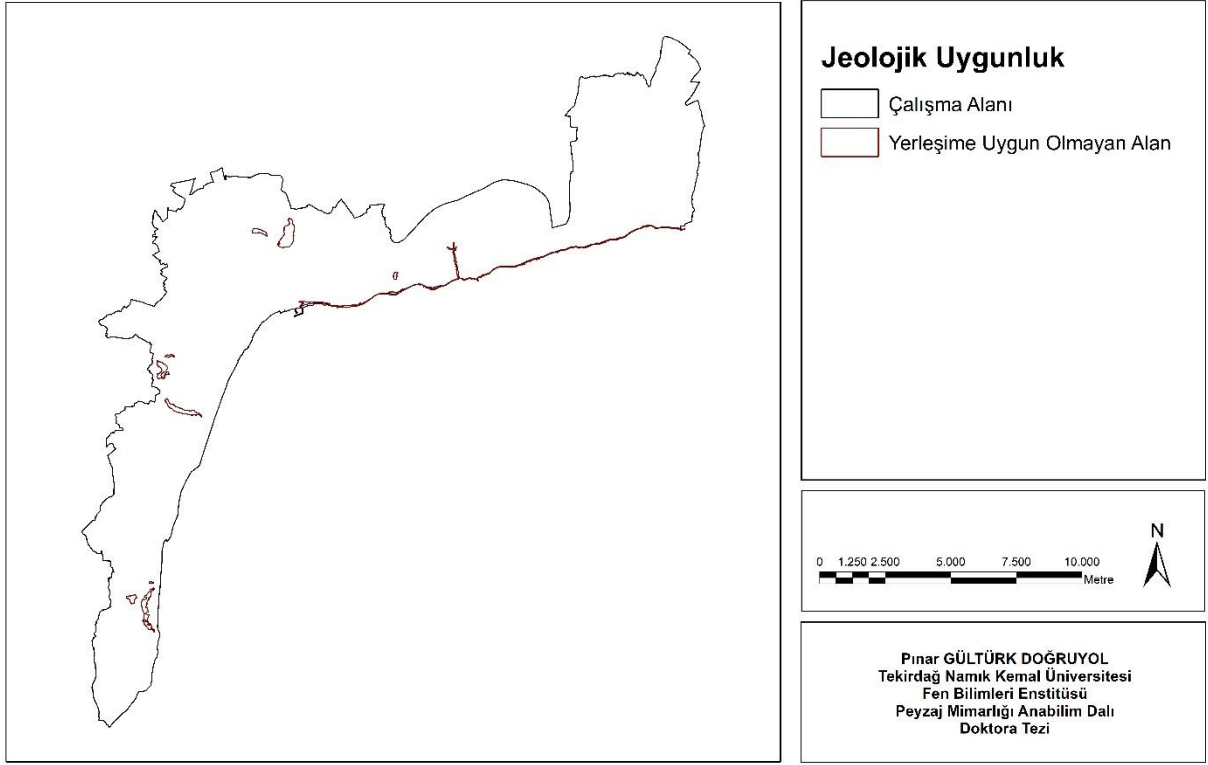 Jeolojik Uygunluk
Çalışma Alanı
Yerleşime Uygun Olmayan Alan
N
0 1.250 2.500 5.000 7.500 10.000
Metre
Pınar GÜLTÜRK DOĞRUYOL
Tekirdağ Namık Kemal Üniversitesi
Fen Bilimleri Enstitüsü
Peyzaj Mimarlığı Anabilim Dalı
Doktora Tezi